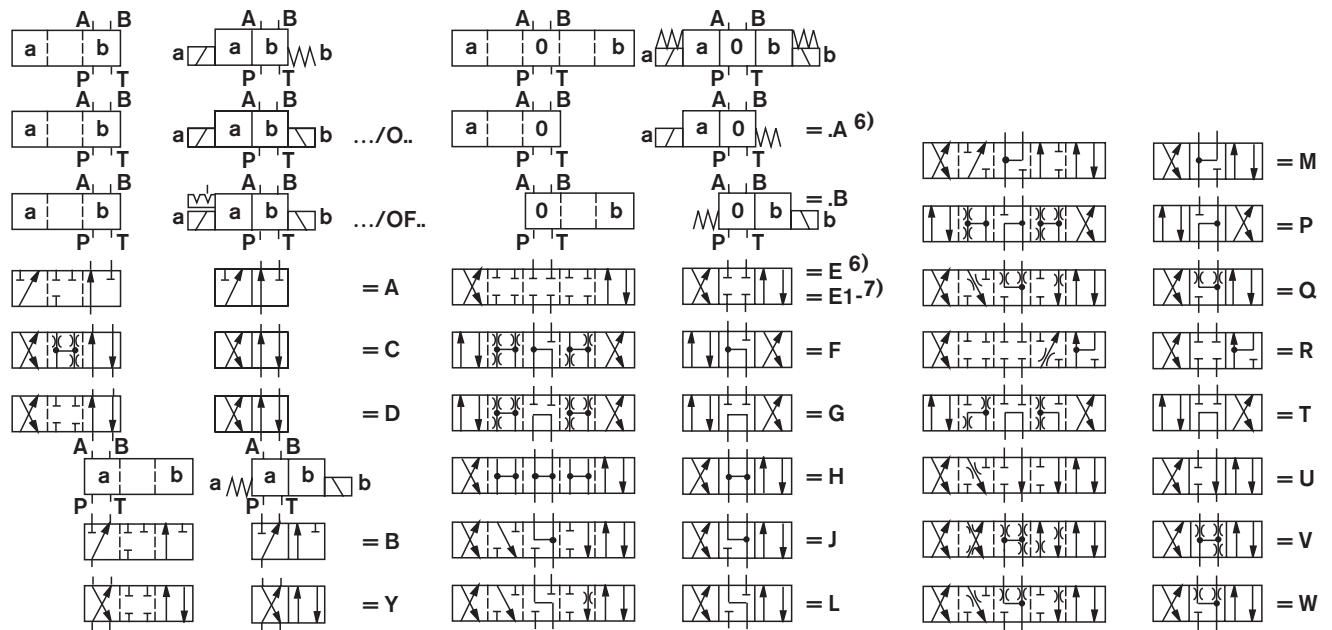 A B A B A B A B
a b a a b b a 0 b a a 0 b b
P T P T P T P T
A B A B A B A B
a b a a b b .../O.. a 0 a a 0 = .A 6)
P T P T P T P T = M
A B A B A B A B
a b a a b b .../OF.. 0 b 0 b b = .B
P T P T P T P T = P
= A = E 6)
= E1- 7) = Q
= C = F = R
= D = G = T
A B A B
a b a a b b = H = U
P T P T
= B = J = V
= Y = L = W